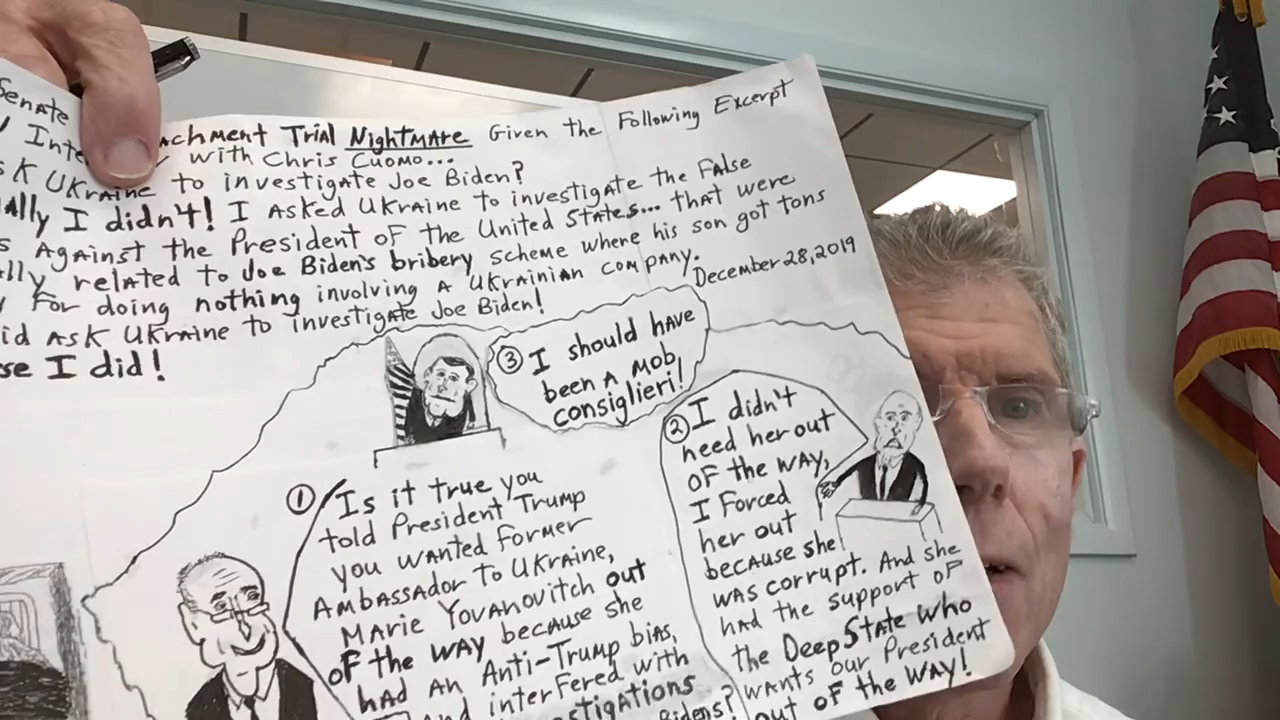 Senate
achment Trial Nightmare Given the Following Excerpt
Inte with Chris Cuomo...
Ukraine to investigate Joe Biden?
I didn't! I Asked Ukraine to investigate the False
Against the President of the United States... that were
related to Joe Biden's bribery scheme where his son got tons
For doing nothing involving a Ukrainian company.
December 28, 2019
Ask Ukraine to investigate Joe Biden!
I did!
③ I should have
been a mob
consiglieri!
① Is it true you
told President Trump
you wanted former
Ambassador to Ukraine,
Marie Yovanovitch out
of the way because she
had an Anti-Trump bias,
and interfered with
Bidens?
② I didn't
need her out
of the way,
I Forced
her out
because she
was corrupt. And she
had the support of
the Deep State who
wants our President
out of the way!